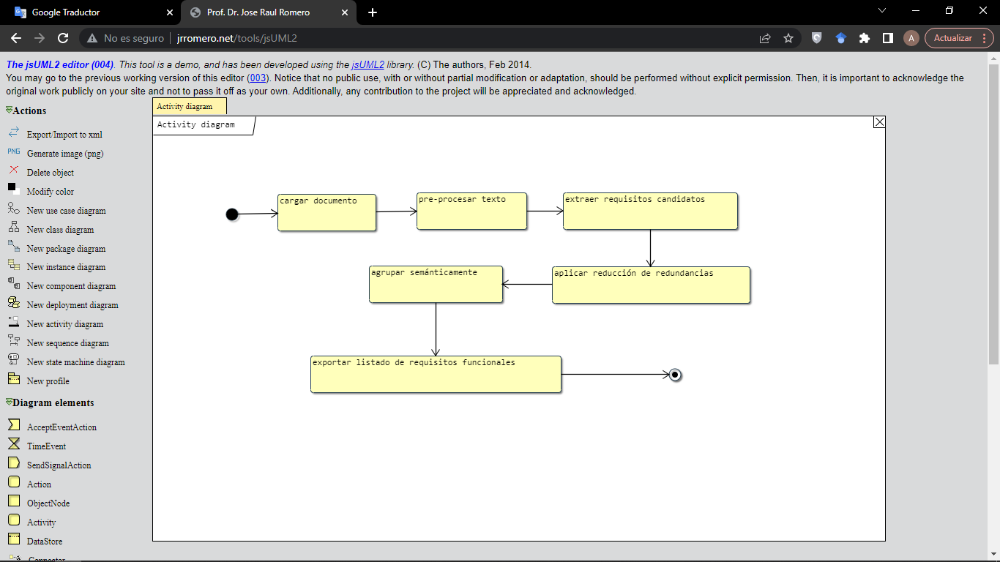 Google Traductor
Prof. Dr. Jose Raul Romero
No es seguro
jrromero.net/tools/jsUML2
A
Actualizar
The jsUML2 editor (004). This tool is a demo, and has been developed using the jsUML2 library. (C) The authors, Feb 2014.
You may go to the previous working version of this editor (003). Notice that no public use, with or without partial modification or adaptation, should be performed without explicit permission. Then, it is important to acknowledge the
original work publicly on your site and not to pass it off as your own. Additionally, any contribution to the project will be appreciated and acknowledged.
Actions
PNG
Export/Import to xml
Generate image (png)
Delete object
Modify color
New use case diagram
New class diagram
New package diagram
New instance diagram
New component diagram
New deployment diagram
New activity diagram
New sequence diagram
New state machine diagram
New profile
Diagram elements
AcceptEventAction
TimeEvent
SendSignalAction
Action
ObjectNode
Activity
DataStore
Connector
Activity diagram
Activity diagram
cargar documento
pre-procesar texto
extraer requisitos candidatos
agrupar semánticamente
aplicar reducción de redundancias
exportar listado de requisitos funcionales